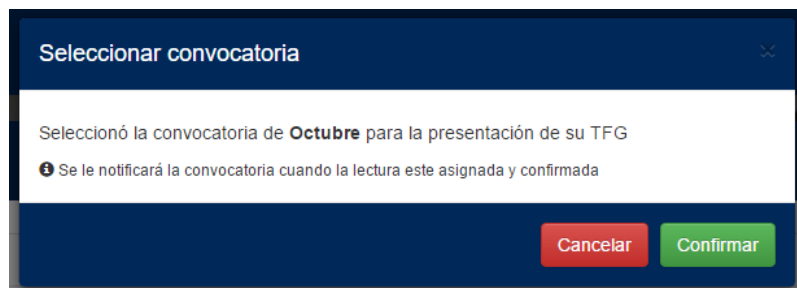 Seleccionar convocatoria
Seleccionó la convocatoria de Octubre para la presentación de su TFG
Se le notificará la convocatoria cuando la lectura este asignada y confirmada
Cancelar Confirmar